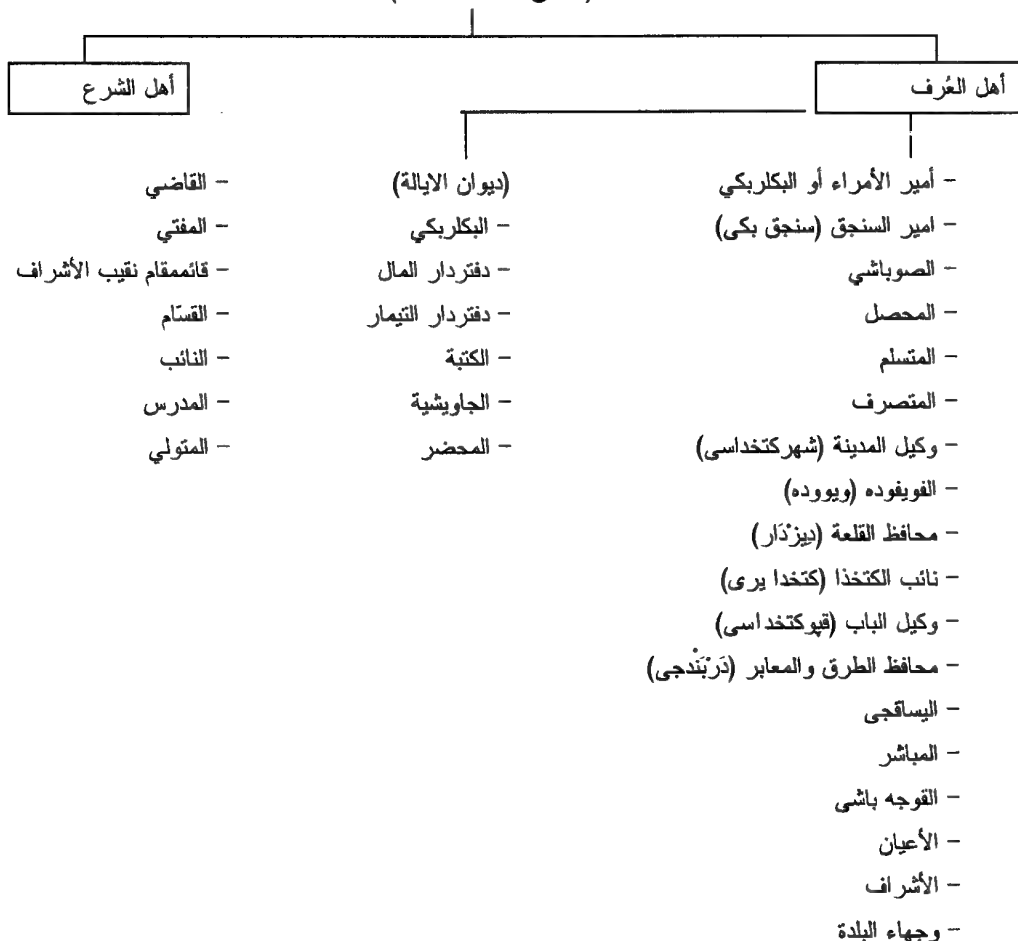 أهل العُرف
– أمير الأمراء أو البكلربكي
– امير السنجق (سنجق بكى)
– الصوباشي
– المحصل
– المتسلم
– المتصرف
– وكيل المدينة (شهركتخداسى)
– الفويفوده (ويووده)
– محافظ القلعة (دِيزْدَار)
– نائب الكتخذا (كتخدا يرى)
– وكيل الباب (قپوكتخداسى)
– محافظ الطرق والمعابر (دَرْبَنْدجى)
– اليساقجى
– المباشر
– القوجه باشى
– الأعيان
– الأشراف
– وجهاء البلدة
(ديوان الايالة)
– البكلربكي
– دفتردار المال
– دفتردار التيمار
– الكتبة
– الجاويشية
– المحضر
أهل الشرع
– القاضي
– المفتي
– قائممقام نقيب الأشراف
– القسّام
– النائب
– المدرس
– المتولي